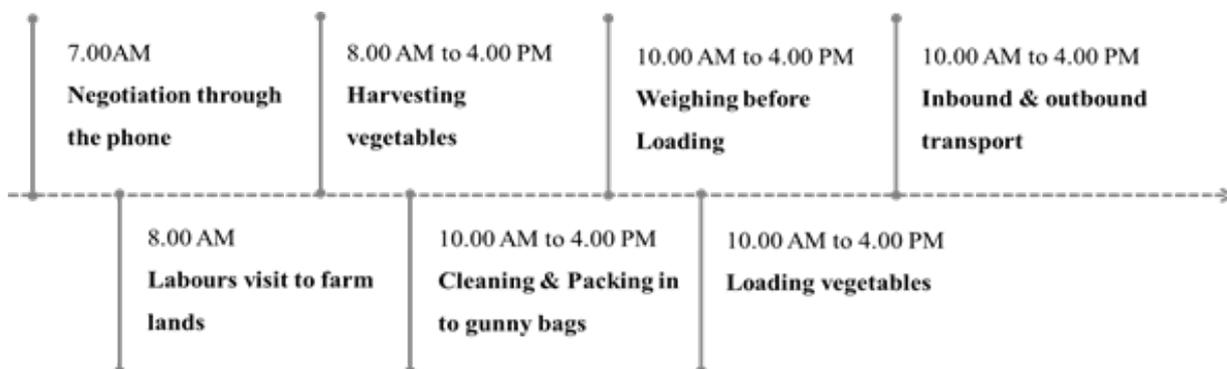 7.00AM
Negotiation through
the phone
8.00 AM to 4.00 PM
Harvesting
vegetables
10.00 AM to 4.00 PM
Weighing before
Loading
10.00 AM to 4.00 PM
Inbound & outbound
transport
8.00 AM
Labours visit to farm
lands
10.00 AM to 4.00 PM
Cleaning & Packing in
to gunny bags
10.00 AM to 4.00 PM
Loading vegetables